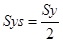 Sys = Sy/2